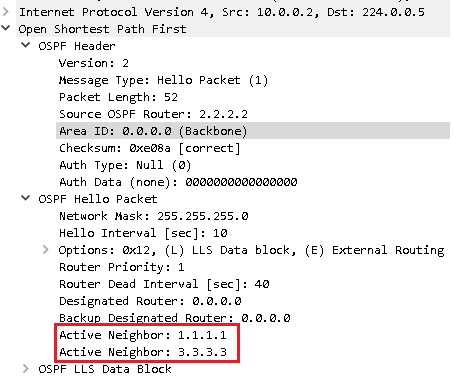 Internet Protocol Version 4, Src: 10.0.0.2, Dst: 224.0.0.5
Open Shortest Path First
OSPF Header
Version: 2
Message Type: Hello Packet (1)
Packet Length: 52
Source OSPF Router: 2.2.2.2
Area ID: 0.0.0.0 (Backbone)
Checksum: 0xe08a [correct]
Auth Type: Null (0)
Auth Data (none): 0000000000000000
OSPF Hello Packet
Network Mask: 255.255.255.0
Hello Interval [sec]: 10
Options: 0x12, (L) LLS Data block, (E) External Routing
Router Priority: 1
Router Dead Interval [sec]: 40
Designated Router: 0.0.0.0
Backup Designated Router: 0.0.0.0
Active Neighbor: 1.1.1.1
Active Neighbor: 3.3.3.3
OSPF LLS Data Block